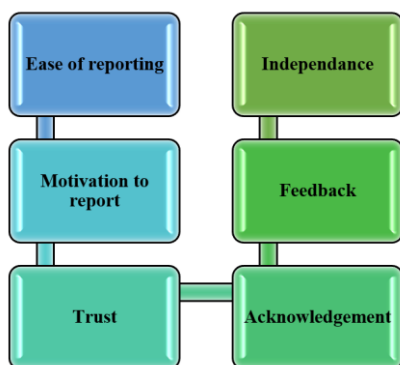 Ease of reporting
Motivation to
report
Trust
Acknowledgement
Feedback
Independance